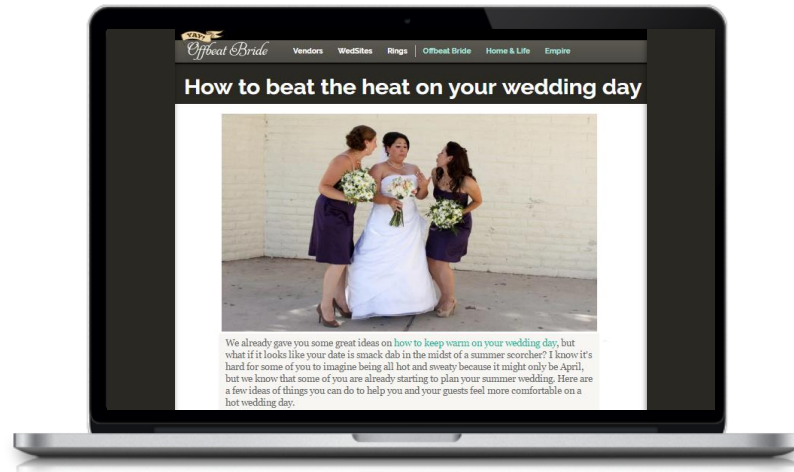 YAY!
Offbeat Bride
Vendors WedSites Rings Offbeat Bride Home & Life Empire
How to beat the heat on your wedding day
We already gave you some great ideas on how to keep warm on your wedding day, but
what if it looks like your date is smack dab in the midst of a summer scorcher? I know it's
hard for some of you to imagine being all hot and sweaty because it might only be April,
but we know that some of you are already starting to plan your summer wedding. Here are
a few ideas of things you can do to help you and your guests feel more comfortable on a
hot wedding day.